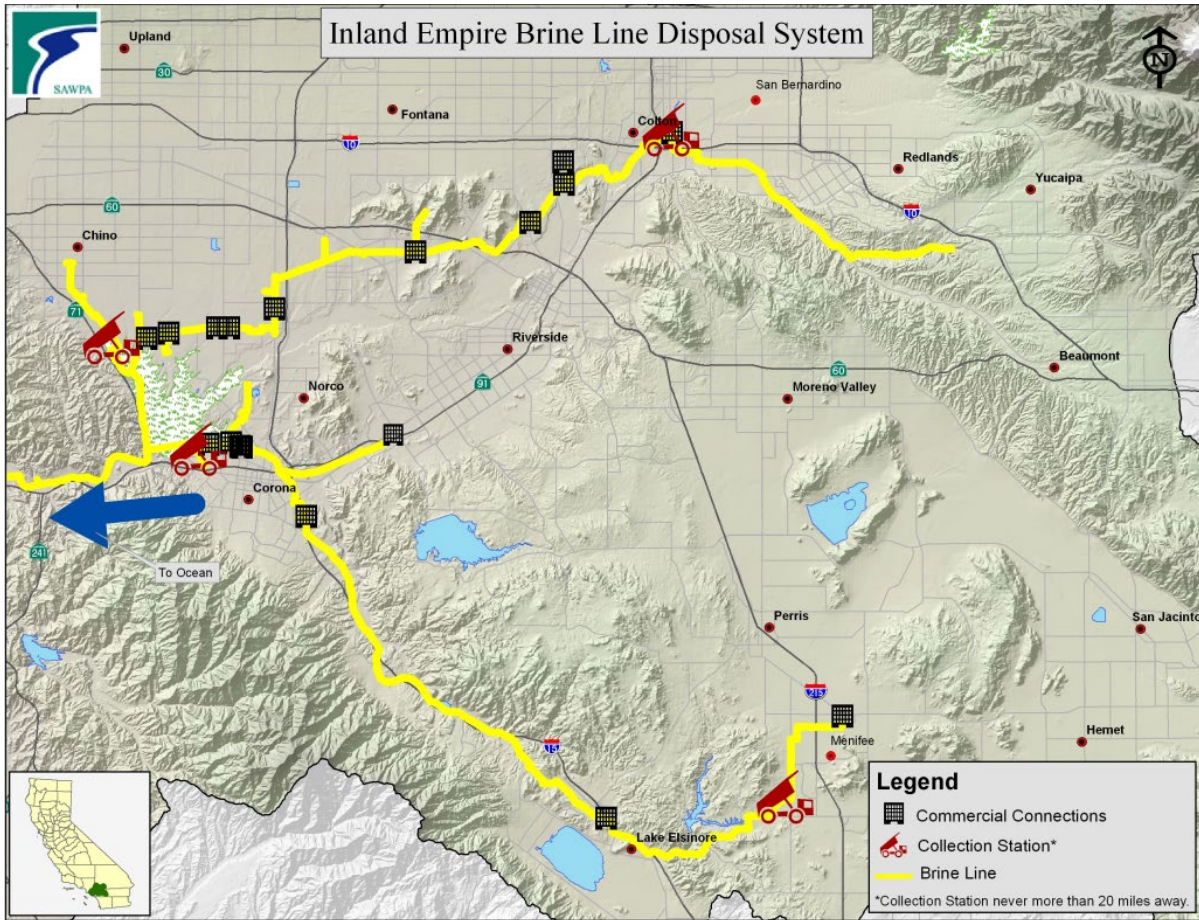 Inland Empire Brine Line Disposal System
SAWPA
N
Upland
30
San Bernardino
Fontana
Colton
10
Redlands
Yucaipa
60
10
Chino
71
Riverside
Beaumont
60
Norco
91
Moreno Valley
Corona
241
To Ocean
Perris
San Jacinto
215
Hemet
15
Menifee
Lake Elsinore
Legend
Commercial Connections
Collection Station*
Brine Line
*Collection Station never more than 20 miles away.